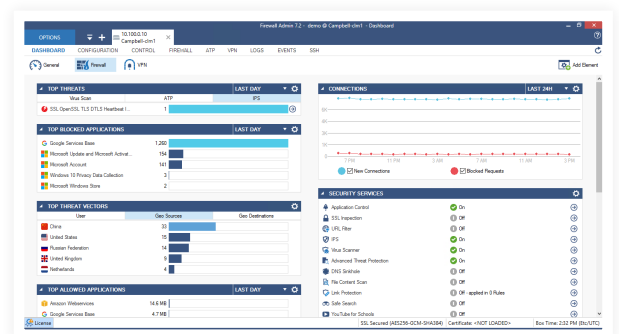 Firewall Admin 7.2 - demo @ Campbell-clm1 - Dashboard
OPTIONS
10.100.0.10
Campbell-clm1
DASHBOARD CONFIGURATION CONTROL FIREHALL ATP VPN LOGS EVENTS SSH
General Firewall VPN Add Element
TOP THREATS LAST DAY
Virus Scan ATP IPS
SSL OpenSSL TLS DTLS Heartbeat I... 1
TOP BLOCKED APPLICATIONS LAST DAY
Google Services Base 1,260
Microsoft Update and Microsoft Activat... 154
Microsoft Account 141
Windows 10 Privacy Data Collection 3
Microsoft Windows Store 2
TOP THREAT VECTORS
User Geo Sources Geo Destinations
China 33
United States 15
Russian Federation 14
United Kingdom 9
Netherlands 4
TOP ALLOWED APPLICATIONS LAST DAY
Amazon Webservices 14.6 MB
Google Services Base 4.7 MB
CONNECTIONS LAST 24H
7 PM 11 PM 3 AM 7 AM 11 AM 3 PM
New Connections Blocked Requests
SECURITY SERVICES
Application Control On
SSL Inspection Off
URL Filter Off
IPS On
Virus Scanner On
Advanced Threat Protection On
DNS Sinkhole Off
File Content Scan Off
Link Protection Off - applied in 0 Rules
Safe Search Off
YouTube for Schools Off
License
SSL Secured (AES256-GCM-SHA384) Certificate: <NOT LOADED> Box Time: 2:32 PM (Etc/UTC)